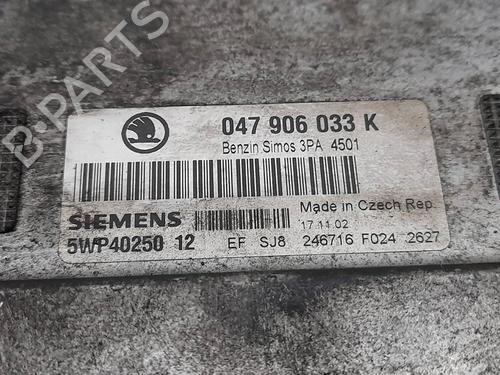 B-PARTS
047 906 033 K
Benzin Simos 3PA 4501
SIEMENS
Made in Czech Rep.
17.11.02
5WP40250 12
EF SJ8 246716 F024 2627